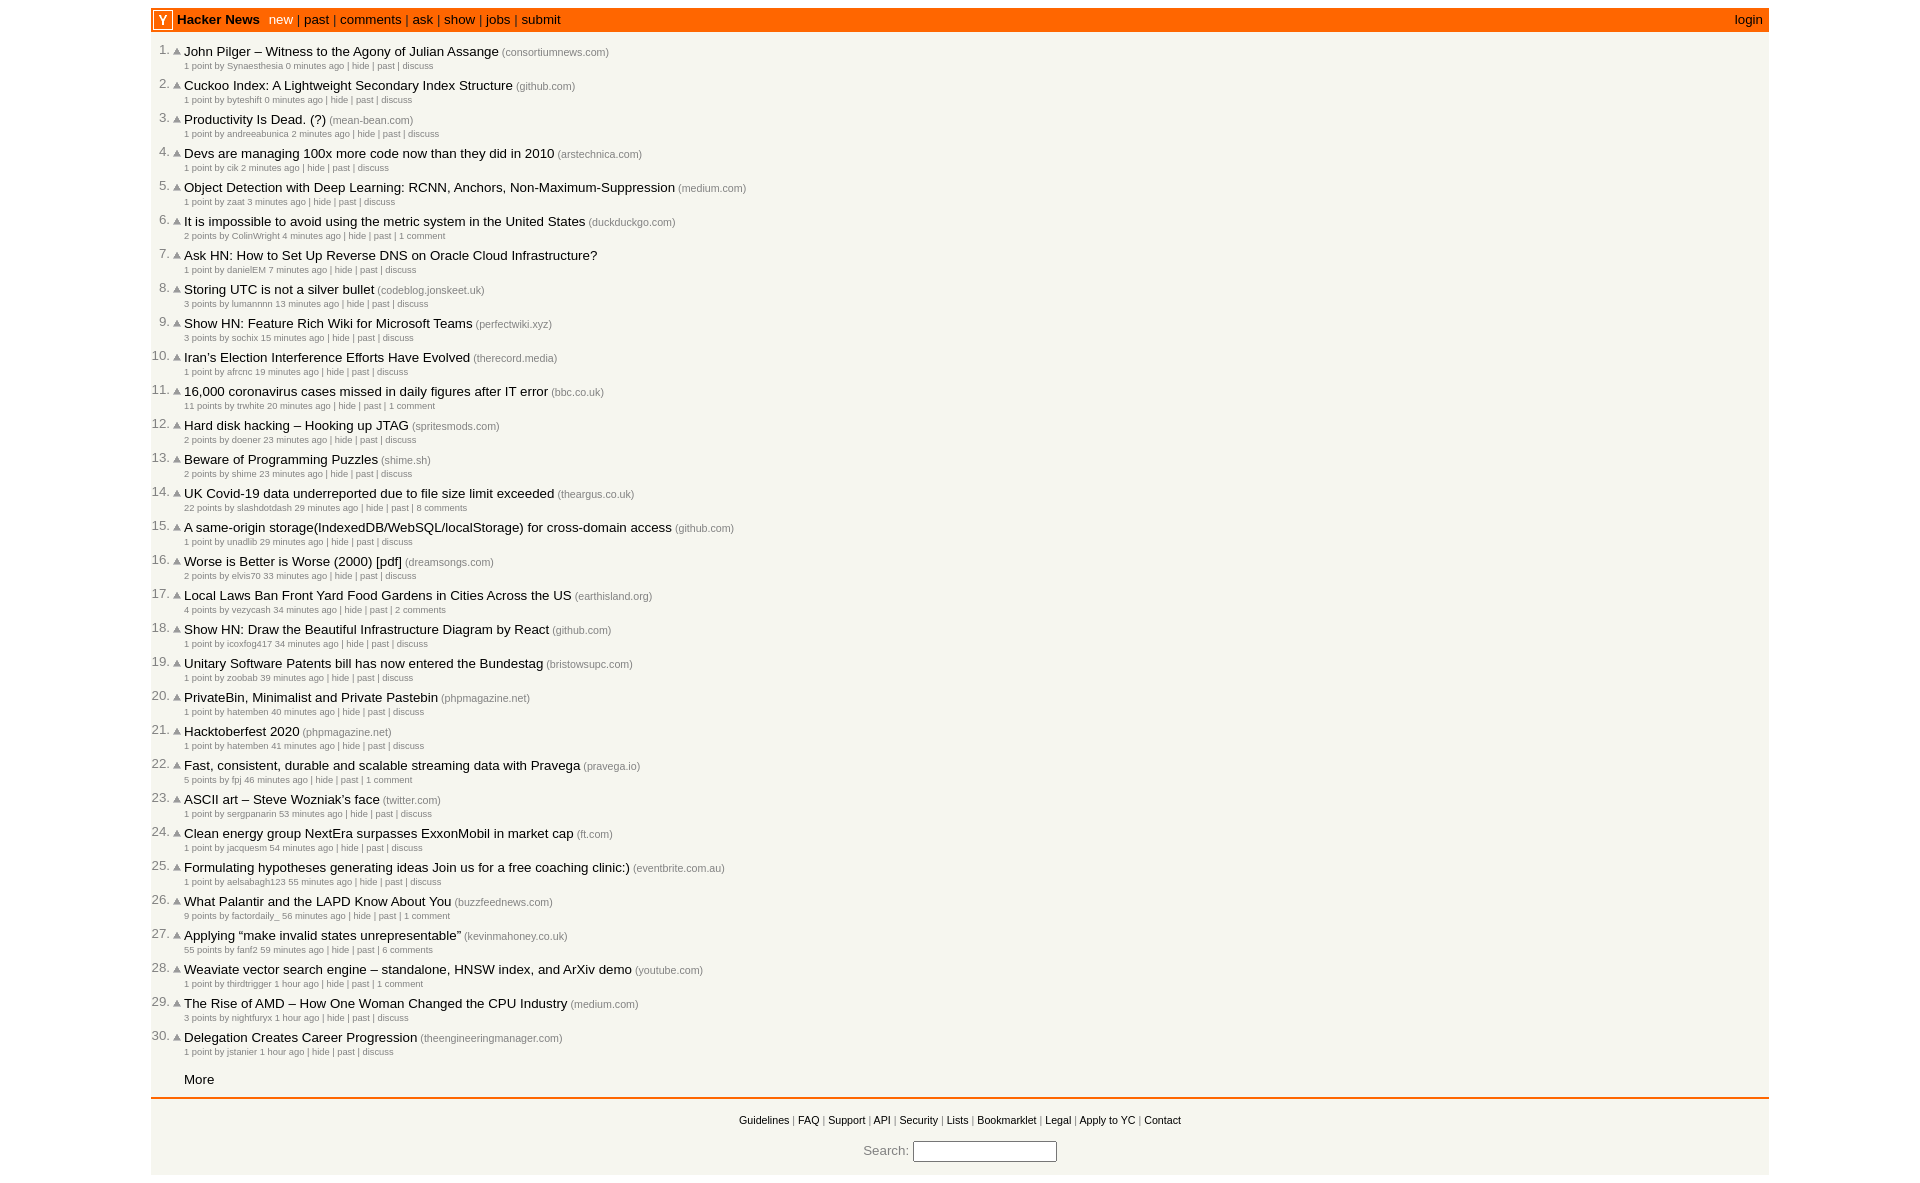 Y Hacker News new | past | comments | ask | show | jobs | submit login
1. John Pilger – Witness to the Agony of Julian Assange (consortiumnews.com)
1 point by Synaesthesia 0 minutes ago | hide | past | discuss
2. Cuckoo Index: A Lightweight Secondary Index Structure (github.com)
1 point by byteshift 0 minutes ago | hide | past | discuss
3. Productivity Is Dead. (?) (mean-bean.com)
1 point by andreeabunica 2 minutes ago | hide | past | discuss
4. Devs are managing 100x more code now than they did in 2010 (arstechnica.com)
1 point by cik 2 minutes ago | hide | past | discuss
5. Object Detection with Deep Learning: RCNN, Anchors, Non-Maximum-Suppression (medium.com)
1 point by zaat 3 minutes ago | hide | past | discuss
6. It is impossible to avoid using the metric system in the United States (duckduckgo.com)
2 points by ColinWright 4 minutes ago | hide | past | 1 comment
7. Ask HN: How to Set Up Reverse DNS on Oracle Cloud Infrastructure?
1 point by danielEM 7 minutes ago | hide | past | discuss
8. Storing UTC is not a silver bullet (codeblog.jonskeet.uk)
3 points by lumannnn 13 minutes ago | hide | past | discuss
9. Show HN: Feature Rich Wiki for Microsoft Teams (perfectwiki.xyz)
3 points by sochix 15 minutes ago | hide | past | discuss
10. Iran’s Election Interference Efforts Have Evolved (therecord.media)
1 point by afrcnc 19 minutes ago | hide | past | discuss
11. 16,000 coronavirus cases missed in daily figures after IT error (bbc.co.uk)
11 points by trwhite 20 minutes ago | hide | past | 1 comment
12. Hard disk hacking – Hooking up JTAG (spritesmods.com)
2 points by doener 23 minutes ago | hide | past | discuss
13. Beware of Programming Puzzles (shime.sh)
2 points by shime 23 minutes ago | hide | past | discuss
14. UK Covid-19 data underreported due to file size limit exceeded (theargus.co.uk)
22 points by slashdotdash 29 minutes ago | hide | past | 8 comments
15. A same-origin storage(IndexedDB/WebSQL/localStorage) for cross-domain access (github.com)
1 point by unadlib 29 minutes ago | hide | past | discuss
16. Worse is Better is Worse (2000) [pdf] (dreamsongs.com)
2 points by elvis70 33 minutes ago | hide | past | discuss
17. Local Laws Ban Front Yard Food Gardens in Cities Across the US (earthisland.org)
4 points by vezycash 34 minutes ago | hide | past | 2 comments
18. Show HN: Draw the Beautiful Infrastructure Diagram by React (github.com)
1 point by icoxfog417 34 minutes ago | hide | past | discuss
19. Unitary Software Patents bill has now entered the Bundestag (bristowsupc.com)
1 point by zoobab 39 minutes ago | hide | past | discuss
20. PrivateBin, Minimalist and Private Pastebin (phpmagazine.net)
1 point by hatemben 40 minutes ago | hide | past | discuss
21. Hacktoberfest 2020 (phpmagazine.net)
1 point by hatemben 41 minutes ago | hide | past | discuss
22. Fast, consistent, durable and scalable streaming data with Pravega (pravega.io)
5 points by fpj 46 minutes ago | hide | past | 1 comment
23. ASCII art – Steve Wozniak’s face (twitter.com)
1 point by sergpanarin 53 minutes ago | hide | past | discuss
24. Clean energy group NextEra surpasses ExxonMobil in market cap (ft.com)
1 point by jacquesm 54 minutes ago | hide | past | discuss
25. Formulating hypotheses generating ideas Join us for a free coaching clinic:) (eventbrite.com.au)
1 point by aelsabagh123 55 minutes ago | hide | past | discuss
26. What Palantir and the LAPD Know About You (buzzfeednews.com)
9 points by factordaily_ 56 minutes ago | hide | past | 1 comment
27. Applying “make invalid states unrepresentable” (kevinmahoney.co.uk)
55 points by fanf2 59 minutes ago | hide | past | 6 comments
28. Weaviate vector search engine – standalone, HNSW index, and ArXiv demo (youtube.com)
1 point by thirdtrigger 1 hour ago | hide | past | 1 comment
29. The Rise of AMD – How One Woman Changed the CPU Industry (medium.com)
3 points by nightfuryx 1 hour ago | hide | past | discuss
30. Delegation Creates Career Progression (theengineeringmanager.com)
1 point by jstanier 1 hour ago | hide | past | discuss
More
Guidelines | FAQ | Support | API | Security | Lists | Bookmarklet | Legal | Apply to YC | Contact
Search: